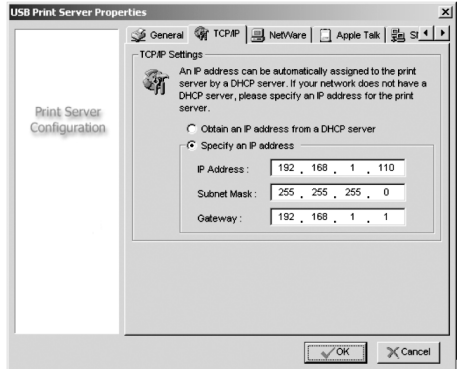 USB Print Server Properties
General TCP/IP NetWare Apple Talk
TCP/IP Settings
An IP address can be automatically assigned to the print
server by a DHCP server. If your network does not have a
DHCP server, please specify an IP address for the print
server.
Print Server
Configuration
Obtain an IP address from a DHCP server
Specify an IP address
IP Address : 192 . 168 . 1 . 110
Subnet Mask : 255 . 255 . 255 . 0
Gateway : 192 . 168 . 1 . 1
OK Cancel